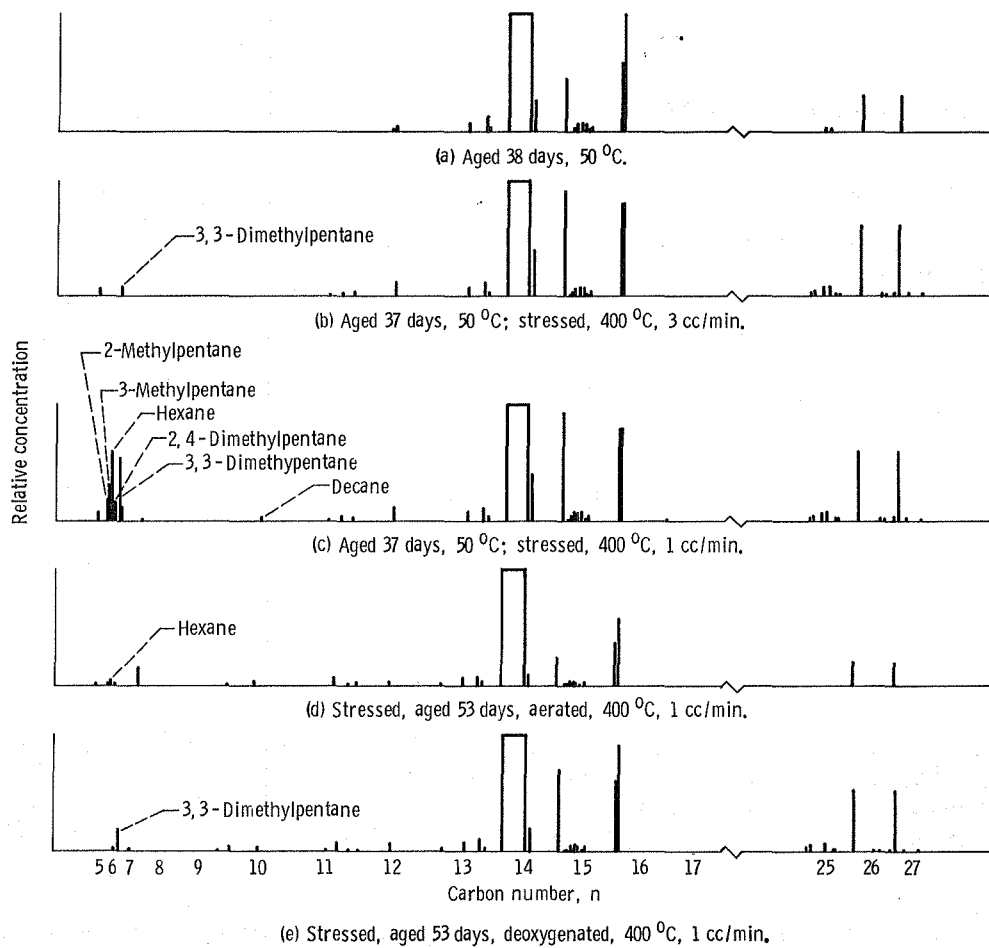 (a) Aged 38 days, 50 °C.
3,3-Dimethylpentane
(b) Aged 37 days, 50 °C; stressed, 400 °C, 3 cc/min.
Relative concentration
2-Methylpentane
3-Methylpentane
Hexane
2,4-Dimethylpentane
3,3-Dimethypentane
Decane
(c) Aged 37 days, 50 °C; stressed, 400 °C, 1 cc/min.
Hexane
(d) Stressed, aged 53 days, aerated, 400 °C, 1 cc/min.
3,3-Dimethylpentane
5 6 7 8 9 10 11 12 13 14 15 16 17 25 26 27
Carbon number, n
(e) Stressed, aged 53 days, deoxygenated, 400 °C, 1 cc/min.